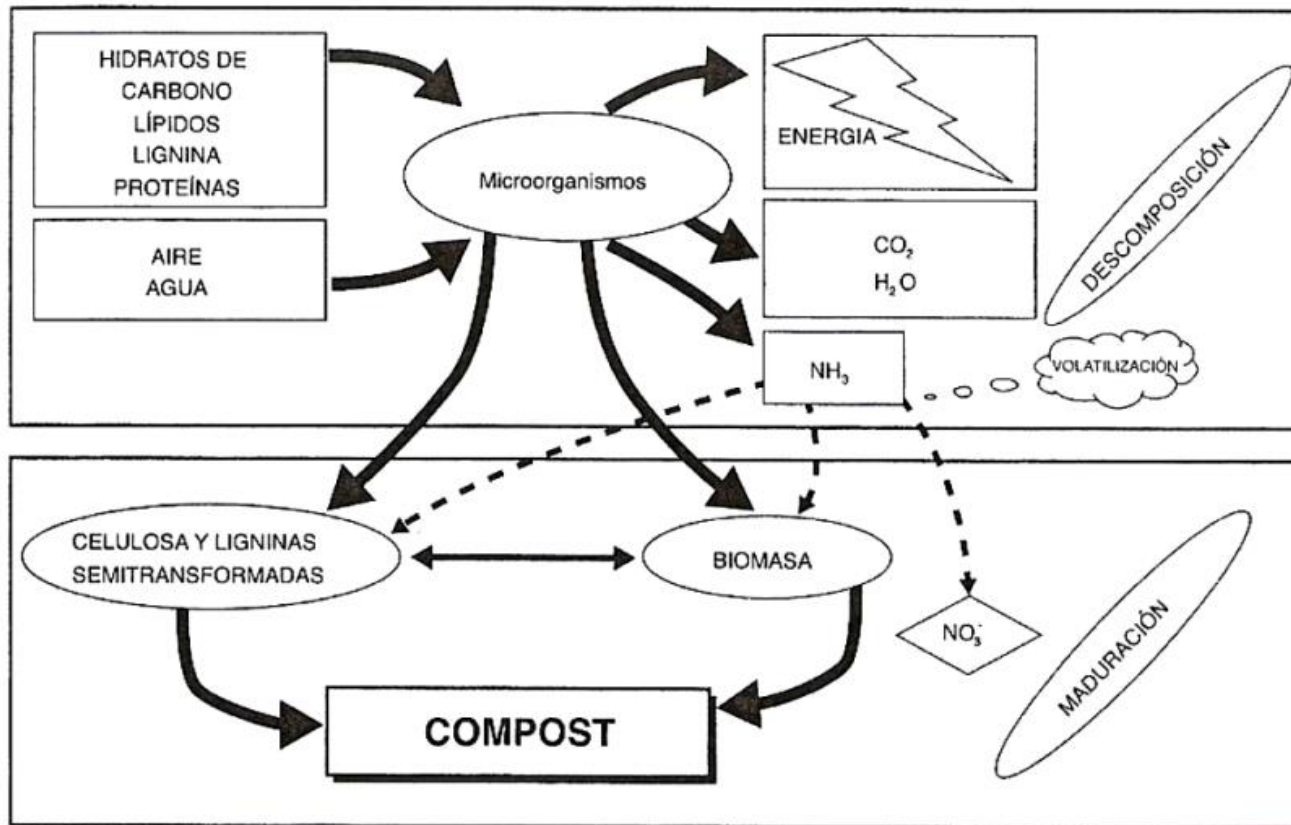 HIDRATOS DE
CARBONO
LÍPIDOS
LIGNINA
PROTEÍNAS
AIRE
AGUA
Microorganismos
ENERGIA
CO₂
H₂O
NH₃
DESCOMPOSICIÓN
VOLATILIZACIÓN
CELULOSA Y LIGNINAS
SEMITRANSFORMADAS
BIOMASA
NO₃⁻
MADURACIÓN
COMPOST